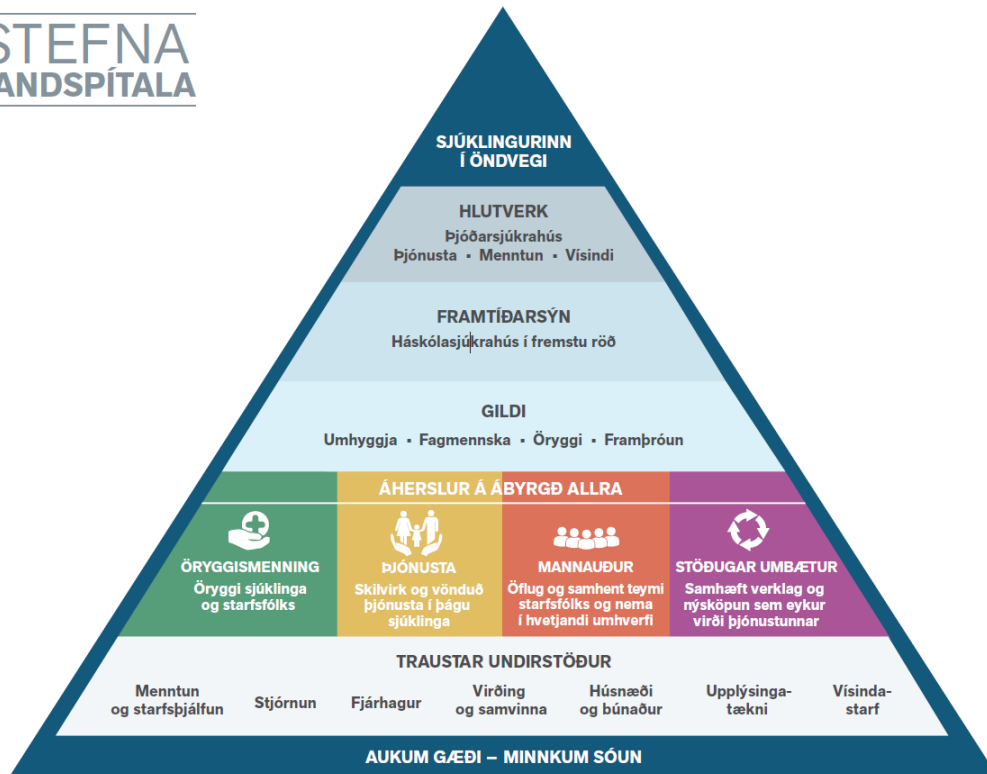 STEFNA
ANDSPÍTALA
SJÚKLINGURINN
Í ÖNDVEGI
HLUTVERK
Þjóðarsjúkrahús
Þjónusta ▪ Menntun ▪ Vísindi
FRAMTÍÐARSÝN
Háskólasjúkrahús í fremstu röð
GILDI
Umhyggja ▪ Fagmennska ▪ Öryggi ▪ Framþróun
ÁHERSLUR Á ÁBYRGÐ ALLRA
ÖRYGGISMENNING
Öryggi sjúklinga
og starfsfólks
ÞJÓNUSTA
Skilvirk og vönduð
þjónusta í þágu
sjúklinga
MANNAUÐUR
Öflug og samhent teymi
starfsfólks og nema
í hvetjandi umhverfi
STÖÐUGAR UMBÆTUR
Samhæft verklag og
nýsköpun sem eykur
virði þjónustunnar
TRAUSTAR UNDIRSTÖÐUR
Menntun
og starfsþjálfun
Stjórnun
Fjárhagur
Virðing
og samvinna
Húsnæði
og búnaður
Upplýsinga-
tækni
Vísinda-
starf
AUKUM GÆÐI – MINNKUM SÓUN